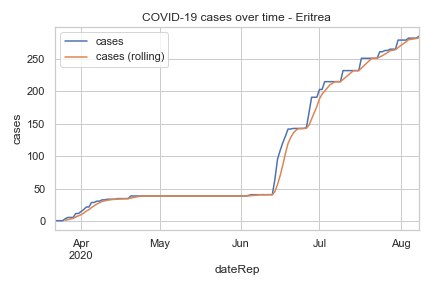 COVID-19 cases over time - Eritrea
cases
cases (rolling)
250
200
150
100
50
0
cases
Apr
2020
May
Jun
Jul
Aug
dateRep